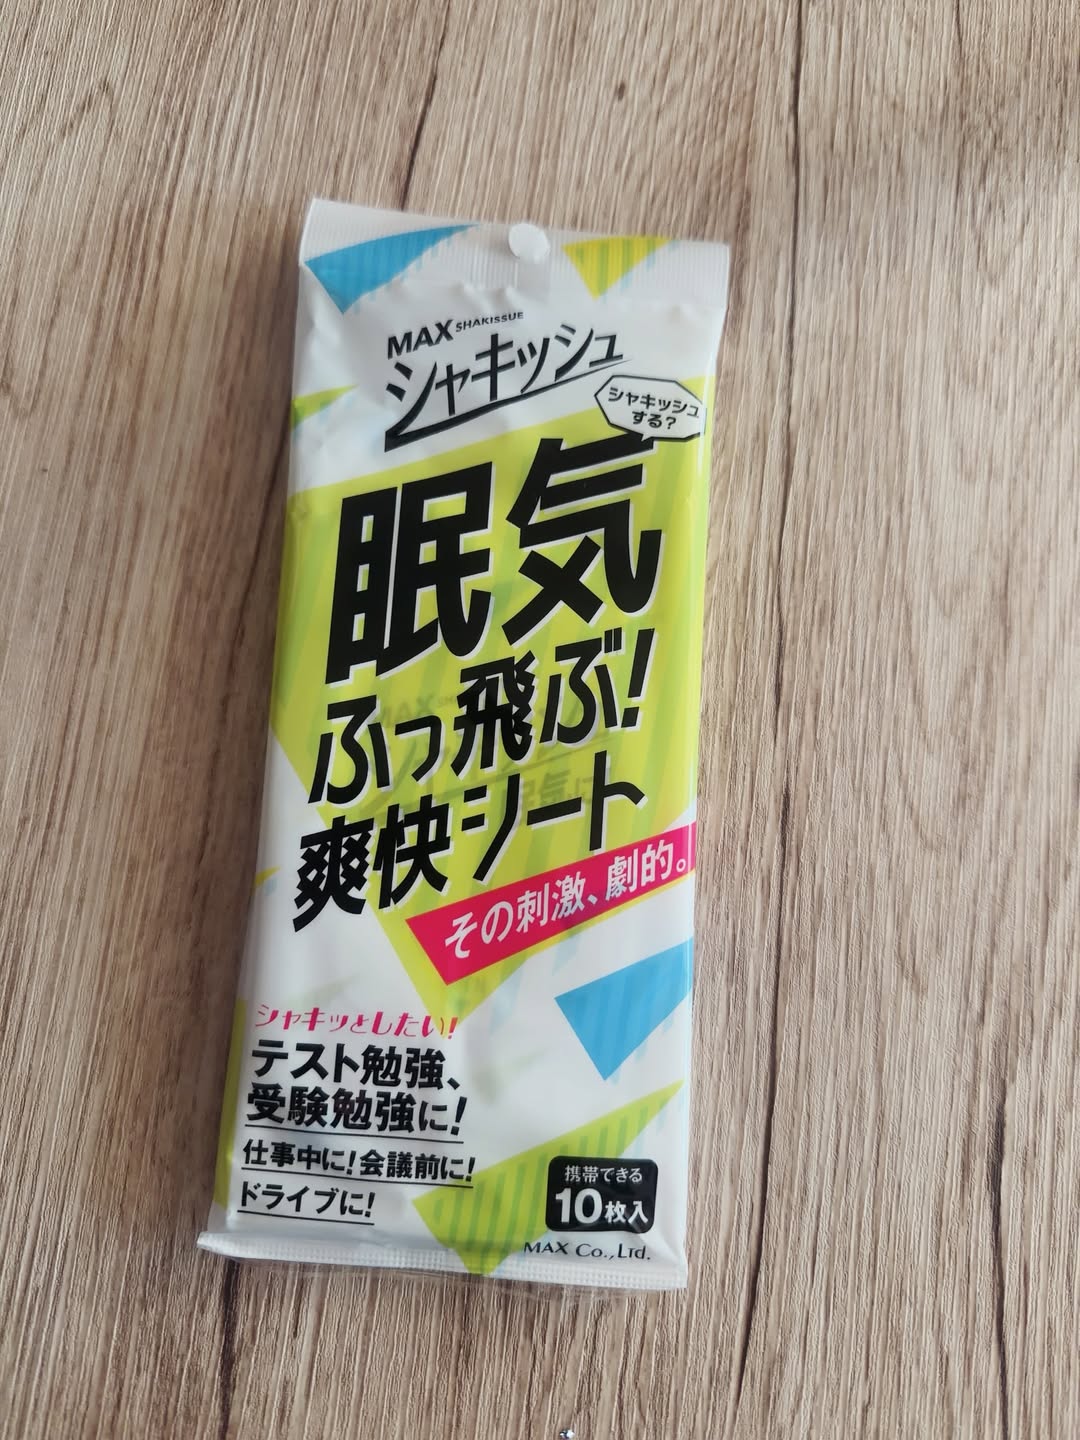 MAX SHAKISSUE
シャキッシュ
シャキッシュ
する?
眠気
ふっ飛ぶ!
爽快シート
その刺激、劇的。
シャキッとしたい!
テスト勉強、
受験勉強に!
仕事中に!会議前に!
ドライブに!
携帯できる
10枚入
MAX Co.,Ltd.